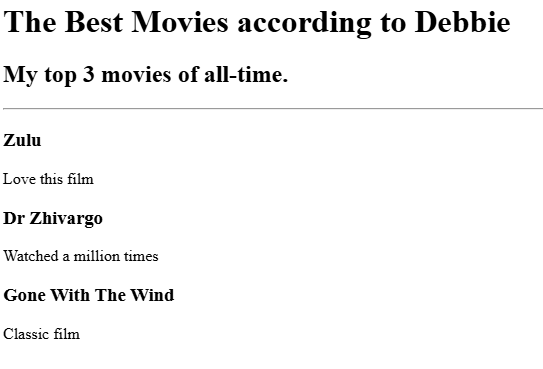 The Best Movies according to Debbie
My top 3 movies of all-time.
Zulu
Love this film
Dr Zhivargo
Watched a million times
Gone With The Wind
Classic film